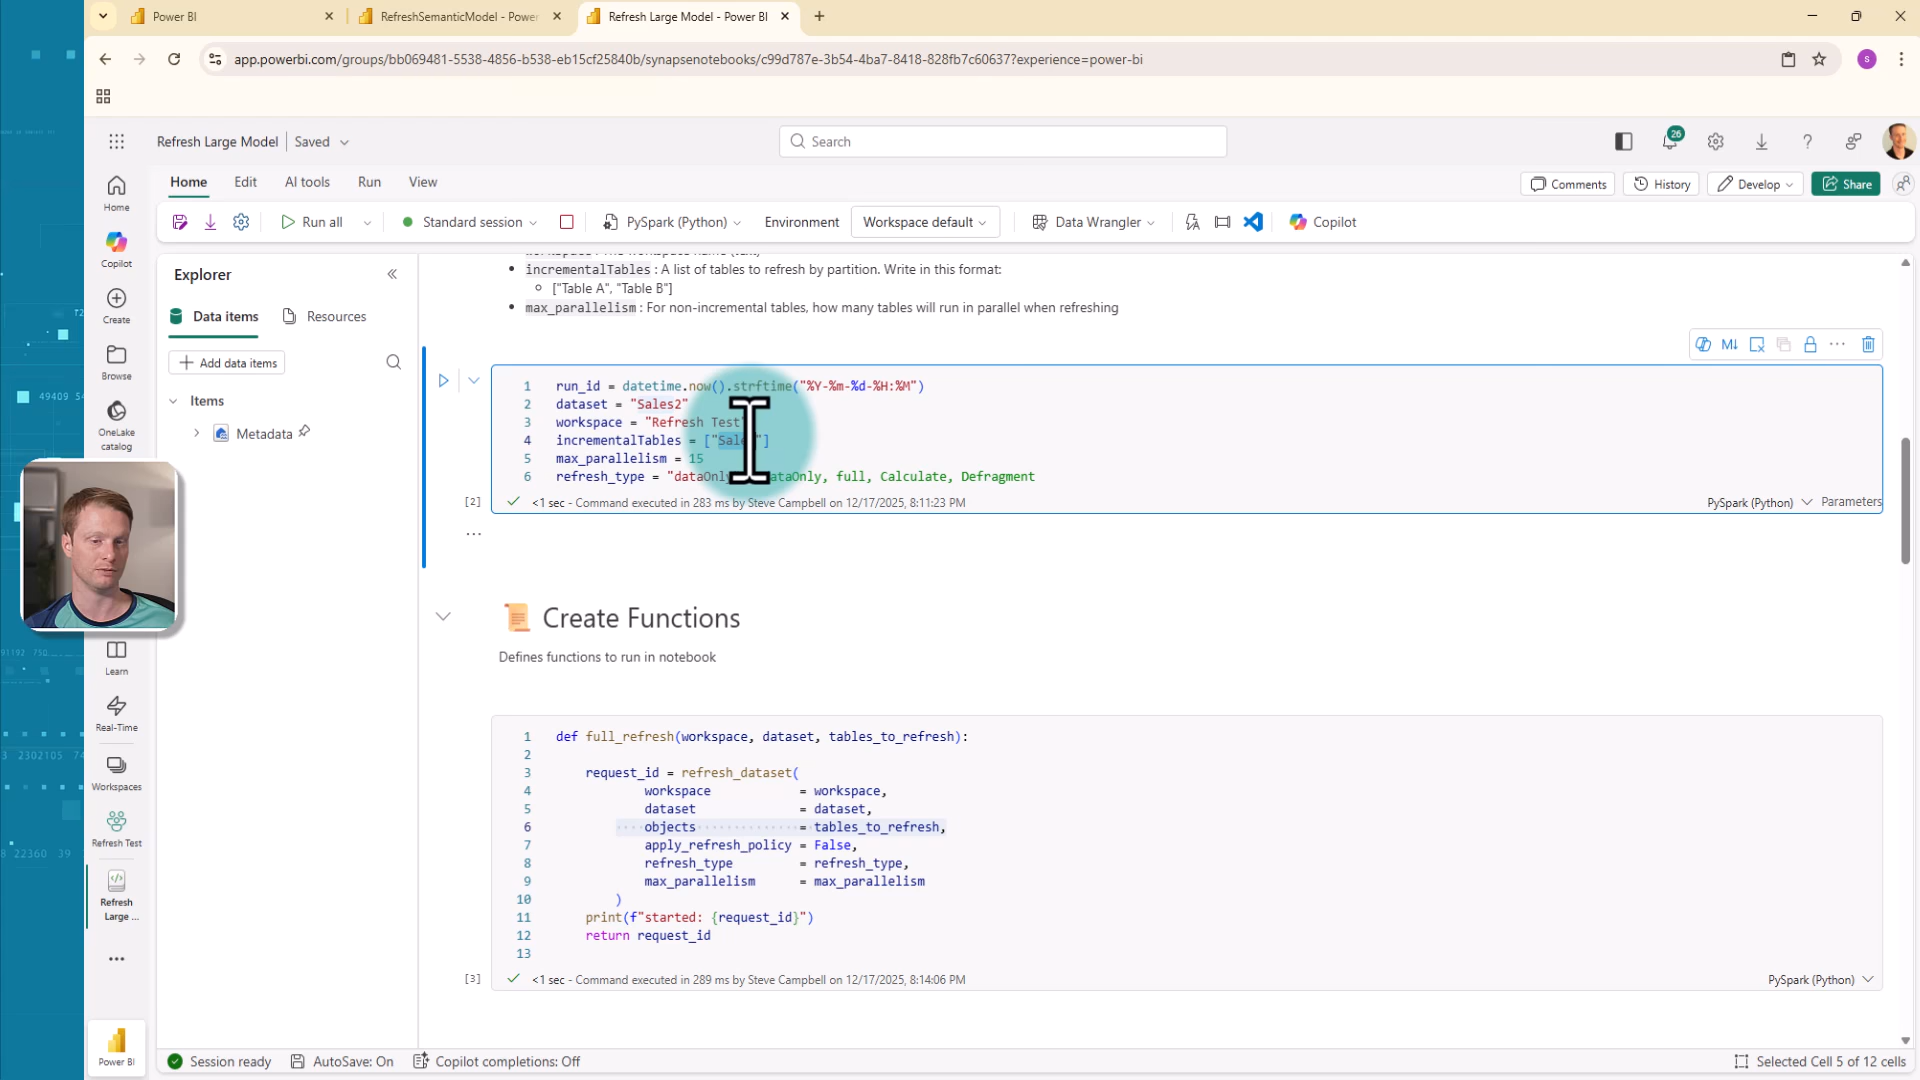 Power BI
RefreshSemanticModel - Power
Refresh Large Model - Power BI
app.powerbi.com/groups/bb069481-5538-4856-b538-eb15cf25840b/synapsenotebooks/c99d787e-3b54-4ba7-8418-828fb7c60637?experience=power-bi
S
Refresh Large Model
Saved
Search
26
Home Edit AI tools Run View
Comments History Develop Share
Run all
Standard session
PySpark (Python)
Environment
Workspace default
Data Wrangler
Copilot
Home
Copilot
Create
Browse
OneLake
catalog
Learn
Real-Time
Workspaces
Refresh Test
Refresh
Large ...
Power BI
Explorer
Data items
Resources
Add data items
Items
Metadata
incrementalTables : A list of tables to refresh by partition. Write in this format:
["Table A", "Table B"]
max_parallelism : For non-incremental tables, how many tables will run in parallel when refreshing
M↓
1 run_id = datetime.now().strftime("%Y-%m-%d-%H:%M")
2 dataset = "Sales2"
3 workspace = "Refresh Test
4 incrementalTables = ["Sale "]
5 max_parallelism = 15
6 refresh_type = "dataOnly ataOnly, full, Calculate, Defragment
[2] <1 sec - Command executed in 283 ms by Steve Campbell on 12/17/2025, 8:11:23 PM
PySpark (Python) Parameters
...
Create Functions
Defines functions to run in notebook
1 def full_refresh(workspace, dataset, tables_to_refresh):
2
3 request_id = refresh_dataset(
4 workspace = workspace,
5 dataset = dataset,
6 objects = tables_to_refresh,
7 apply_refresh_policy = False,
8 refresh_type = refresh_type,
9 max_parallelism = max_parallelism
10 )
11 print(f"started: {request_id}")
12 return request_id
13
[3] <1 sec - Command executed in 289 ms by Steve Campbell on 12/17/2025, 8:14:06 PM
PySpark (Python)
Session ready
AutoSave: On
Copilot completions: Off
Selected Cell 5 of 12 cells